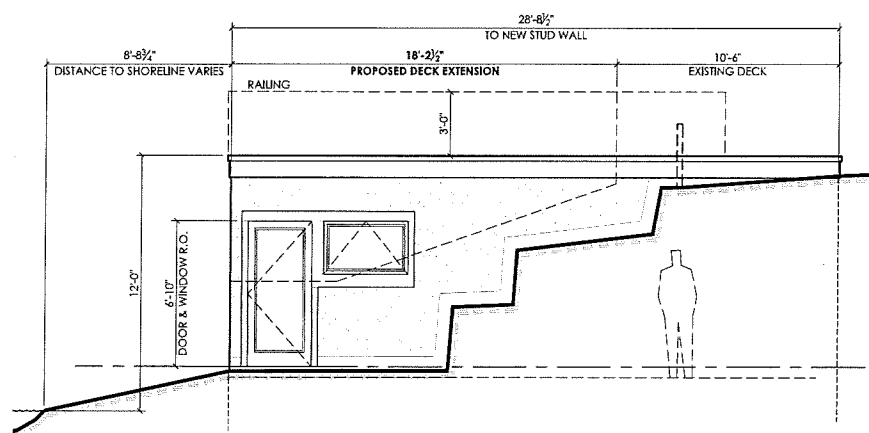 28'-8½"
TO NEW STUD WALL
8'-8¾"
18'-2½"
10'-6"
DISTANCE TO SHORELINE VARIES
PROPOSED DECK EXTENSION
EXISTING DECK
RAILING
3'-0"
12'-0"
6'-10"
DOOR & WINDOW R.O.